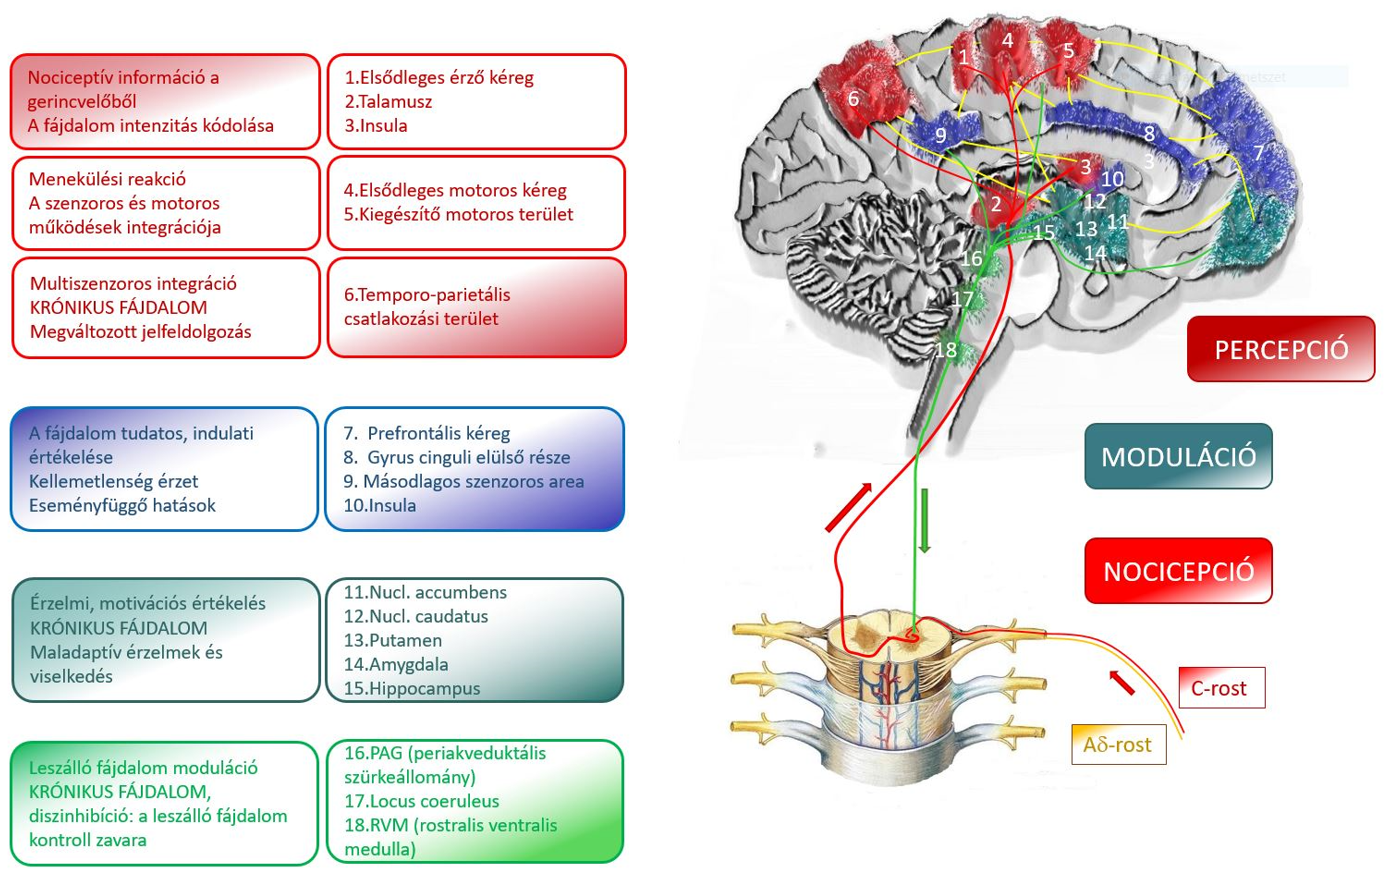 Nociceptív információ a
gerincvelőből
A fájdalom intenzitás kódolása
1.Elsődleges érző kéreg
2.Talamusz
3.Insula
Menekülési reakció
A szenzoros és motoros
működések integrációja
4.Elsődleges motoros kéreg
5.Kiegészítő motoros terület
Multiszenzoros integráció
KRÓNIKUS FÁJDALOM
Megváltozott jelfeldolgozás
6.Temporo-parietális
csatlakozási terület
A fájdalom tudatos, indulati
értékelése
Kellemetlenség érzet
Eseményfüggő hatások
7. Prefrontális kéreg
8. Gyrus cinguli elülső része
9. Másodlagos szenzoros area
10.Insula
Érzelmi, motivációs értékelés
KRÓNIKUS FÁJDALOM
Maladaptív érzelmek és
viselkedés
11.Nucl. accumbens
12.Nucl. caudatus
13.Putamen
14.Amygdala
15.Hippocampus
Leszálló fájdalom moduláció
KRÓNIKUS FÁJDALOM,
diszinhibíció: a leszálló fájdalom
kontroll zavara
16.PAG (periakveduktális
szürkeállomány)
17.Locus coeruleus
18.RVM (rostralis ventralis
medulla)
1
4
5
6
9
8
7
3
3
10
2
12
11
13
15
14
16
17
18
PERCEPCIÓ
MODULÁCIÓ
NOCICEPCIÓ
C-rost
Aδ-rost